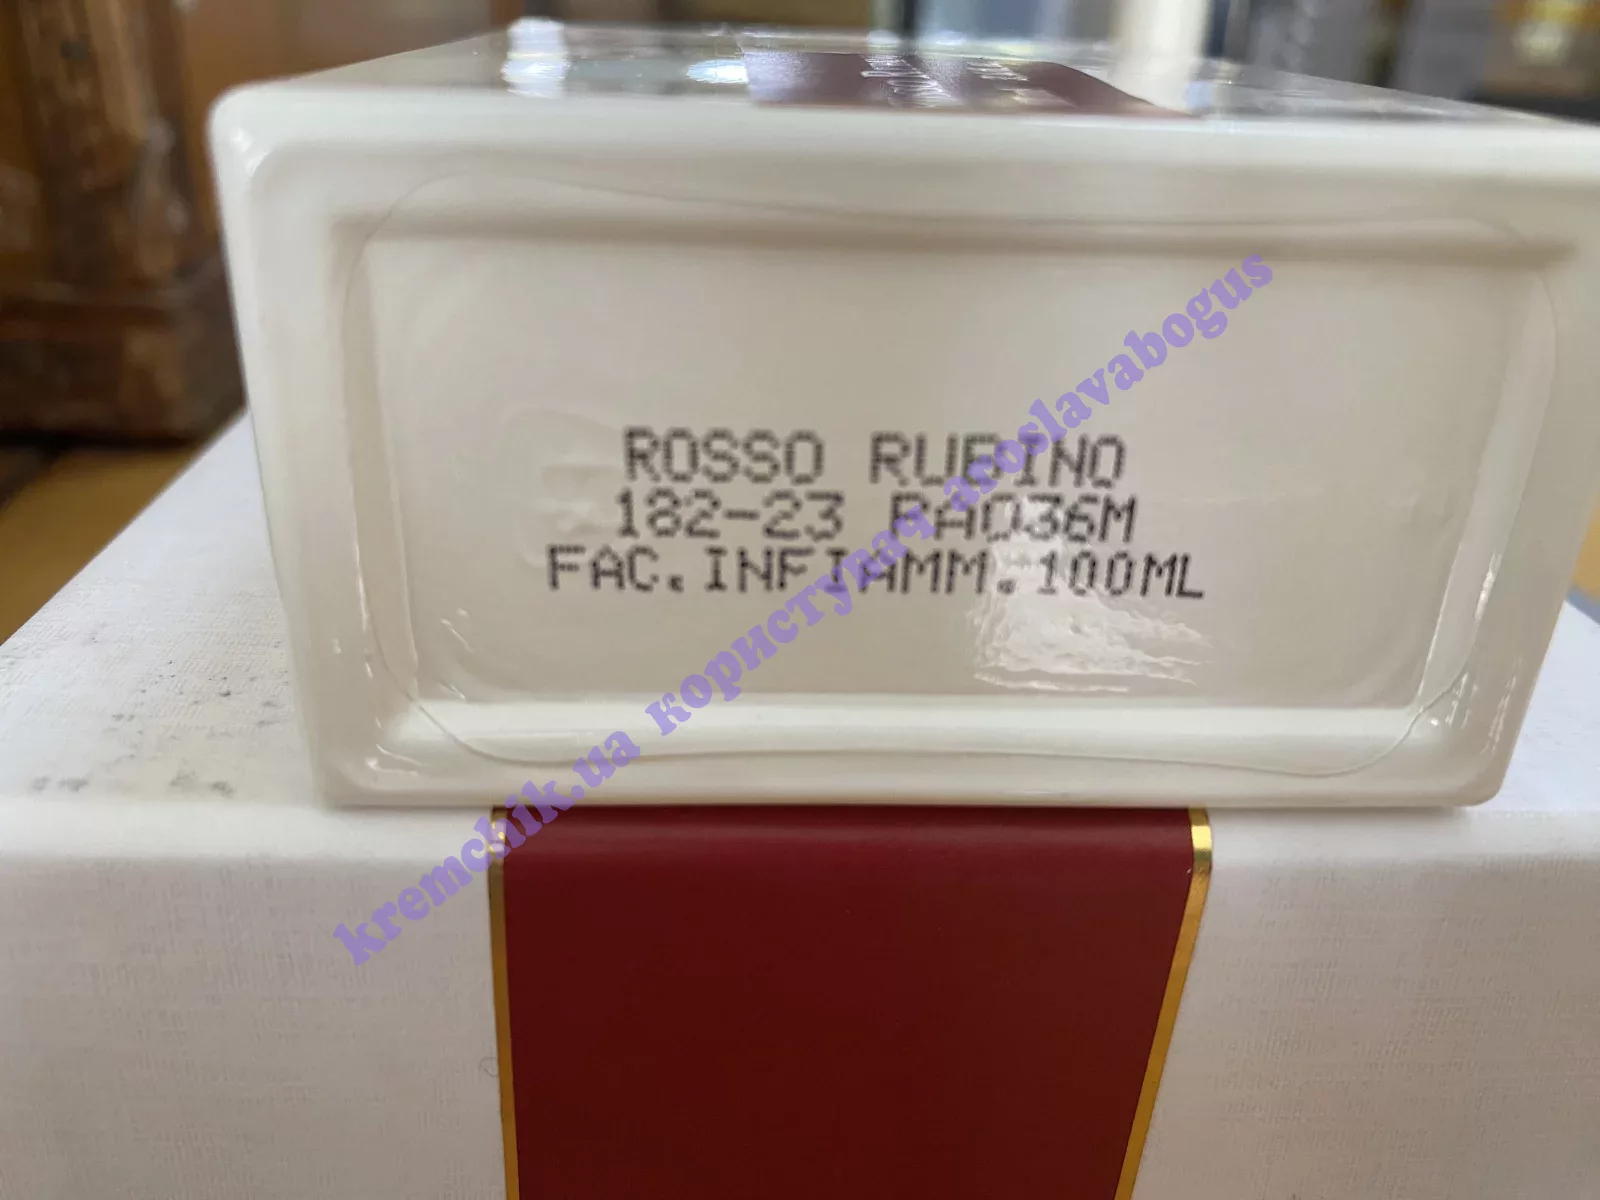 ROSSO RUBINO
182-23 RA036M
FAC.INFIAMM.:100ML
kremchik.ua користувач aroslavabogus